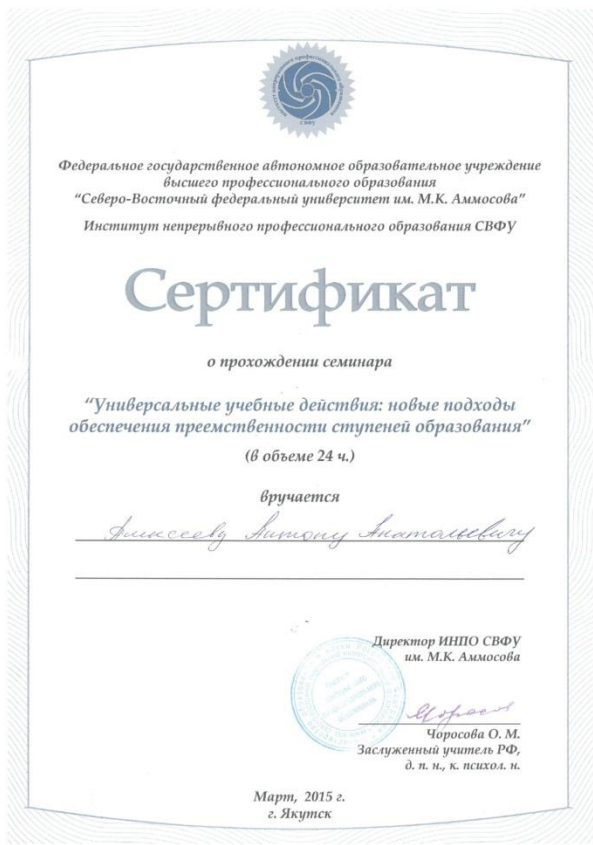 Федеральное государственное автономное образовательное учреждение
высшего профессионального образования
“Северо-Восточный федеральный университет им. М.К. Аммосова”
Институт непрерывного профессионального образования СВФУ
Сертификат
о прохождении семинара
“Универсальные учебные действия: новые подходы
обеспечения преемственности ступеней образования”
(в объеме 24 ч.)
вручается
Алексееву Антону Анатольевичу
Директор ИНПО СВФУ
им. М.К. Аммосова
Чоросова О. М.
Заслуженный учитель РФ,
д. п. н., к. психол. н.
Март, 2015 г.
г. Якутск